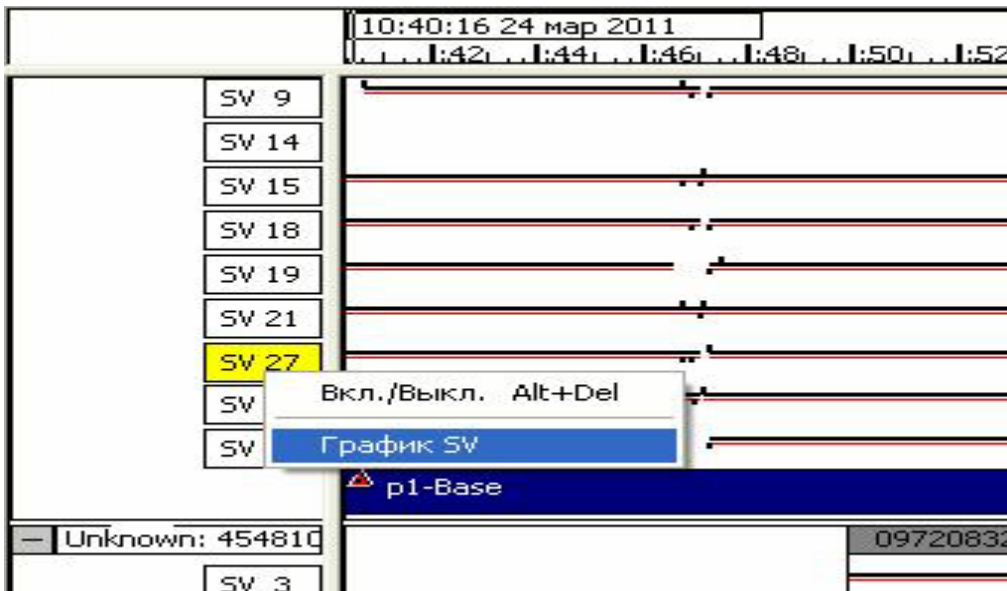 10:40:16 24 мар 2011
:42 :44 :46 :48 :50 :52
SV 9
SV 14
SV 15
SV 18
SV 19
SV 21
SV 27
SV
Вкл./Выкл. Alt+Del
SV
График SV
p1-Base
Unknown: 454810
09720832
SV 3